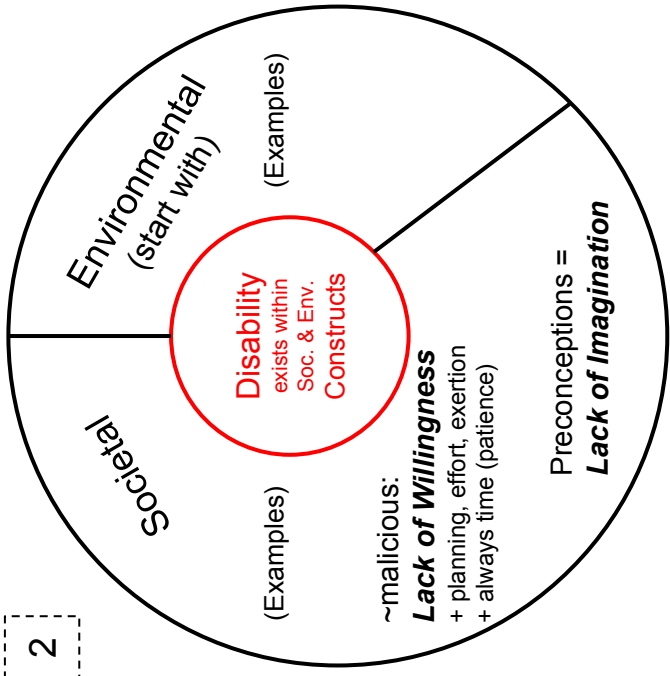 2
Societal
Environmental
(start with)
(Examples)
(Examples)
Disability
exists within
Soc. & Env.
Constructs
~malicious:
Lack of Willingness
+ planning, effort, exertion
+ always time (patience)
Preconceptions =
Lack of Imagination